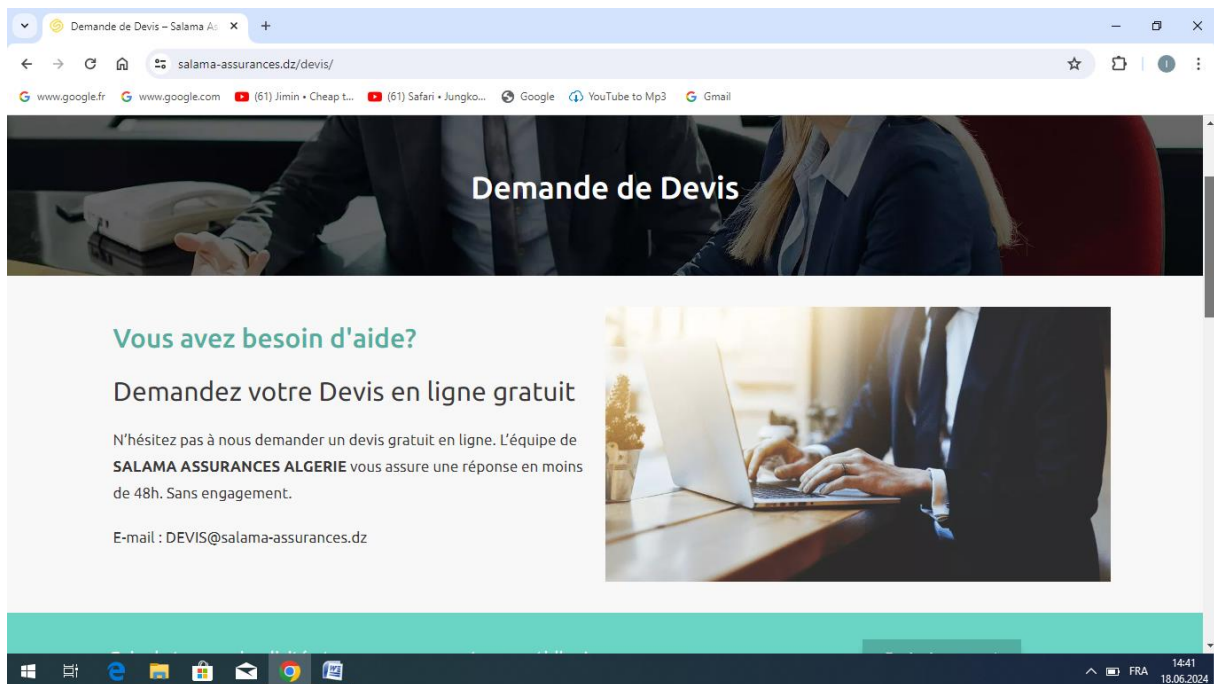 Demande de Devis – Salama As
salama-assurances.dz/devis/
www.google.fr www.google.com (61) Jimin • Cheap t... (61) Safari • Jungko... Google YouTube to Mp3 Gmail
Demande de Devis
Vous avez besoin d'aide?
Demandez votre Devis en ligne gratuit
N'hésitez pas à nous demander un devis gratuit en ligne. L'équipe de
SALAMA ASSURANCES ALGERIE vous assure une réponse en moins
de 48h. Sans engagement.
E-mail : DEVIS@salama-assurances.dz
FRA
14:41
18.06.2024